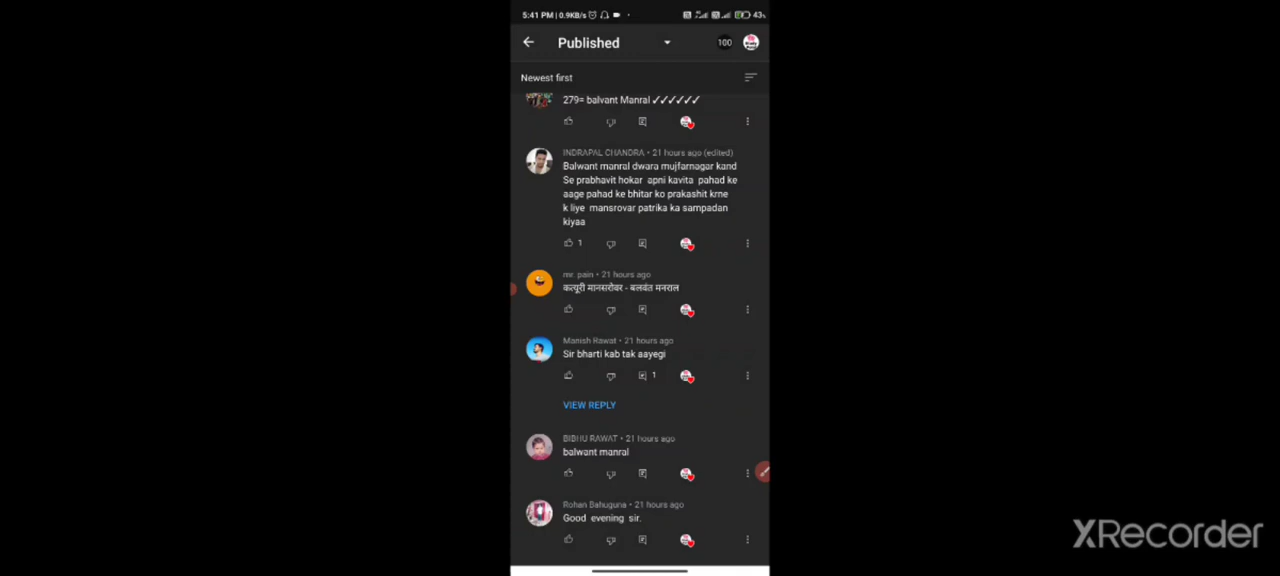 5:41 PM | 0.9KB/s
43%
Published
100
Newest first
279= balvant Manral ✓✓✓✓✓✓
INDRAPAL CHANDRA • 21 hours ago (edited)
Balwant manral dwara mujfarnagar kand
Se prabhavit hokar apni kavita pahad ke
aage pahad ke bhitar ko prakashit krne
k liye mansrovar patrika ka sampadan
kiyaa
1
mr. pain • 21 hours ago
कत्यूरी मानसरोवर - बलवंत मनराल
Manish Rawat • 21 hours ago
Sir bharti kab tak aayegi
1
VIEW REPLY
BIBHU RAWAT • 21 hours ago
balwant manral
Rohan Bahuguna • 21 hours ago
Good evening sir.
XRecorder